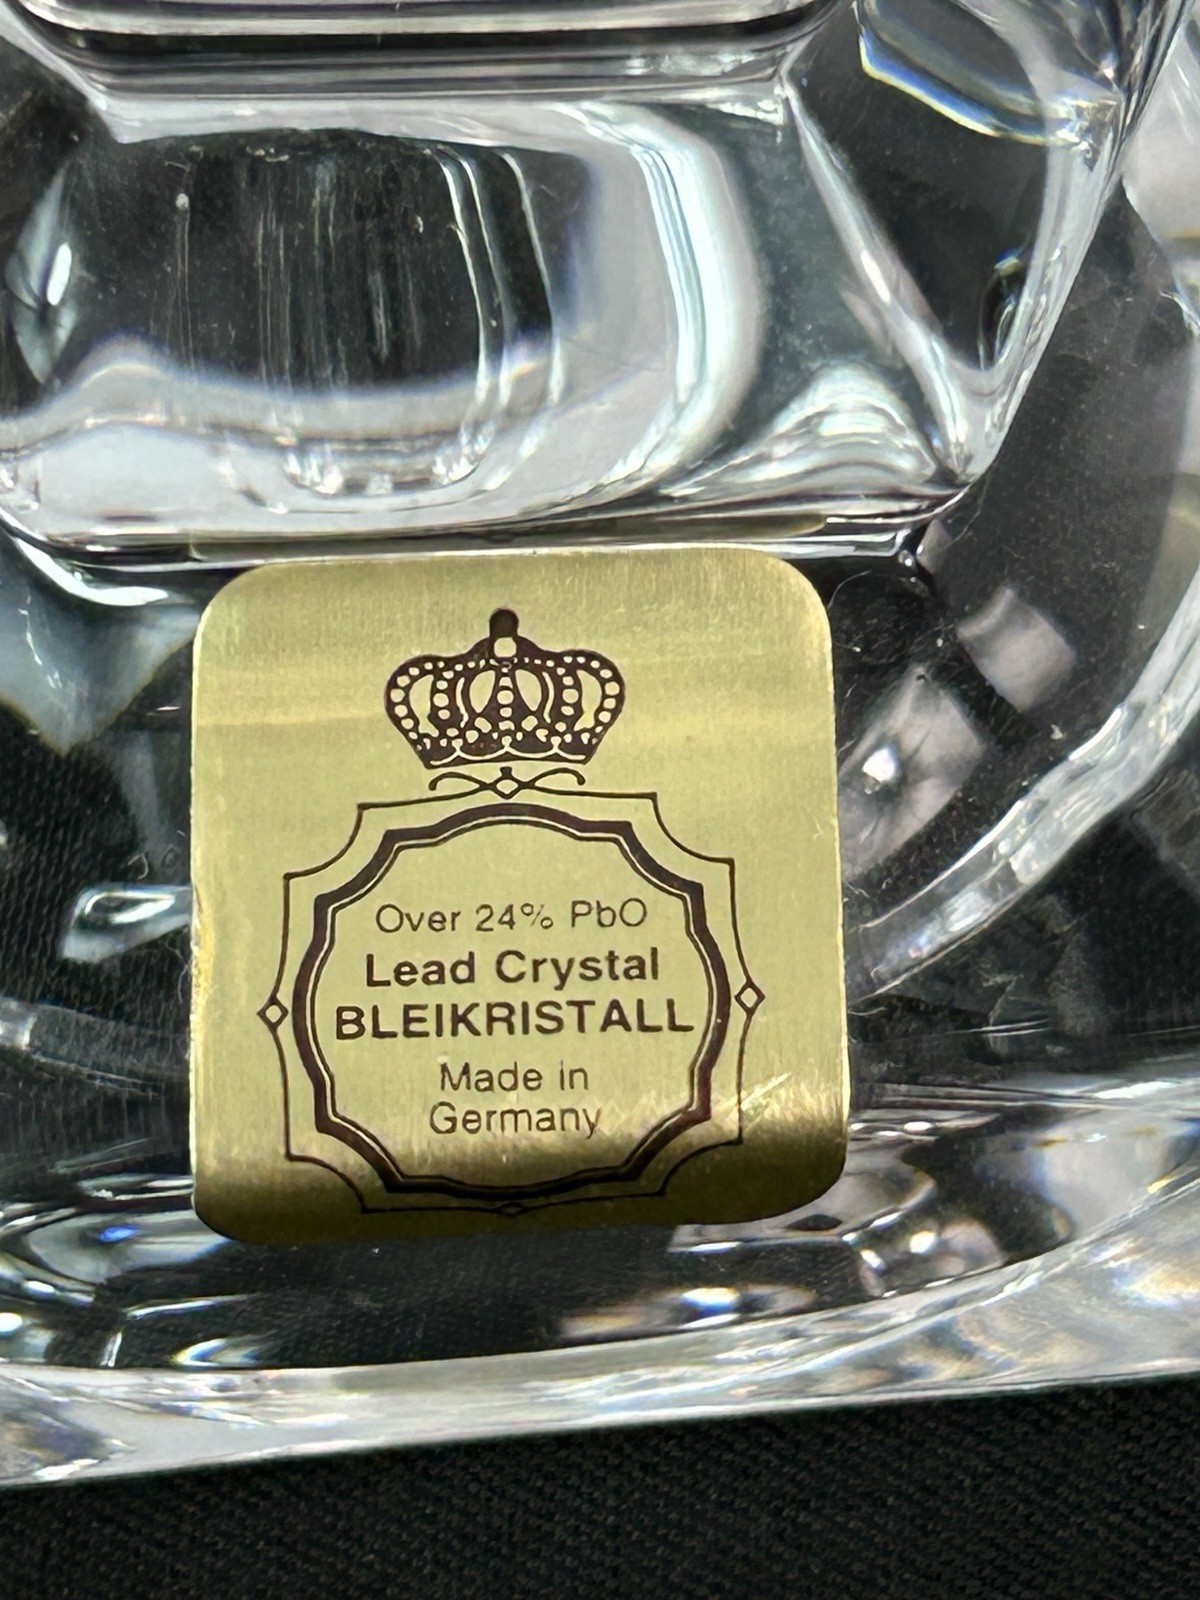 Over 24% PbO
Lead Crystal
BLEIKRISTALL
Made in
Germany